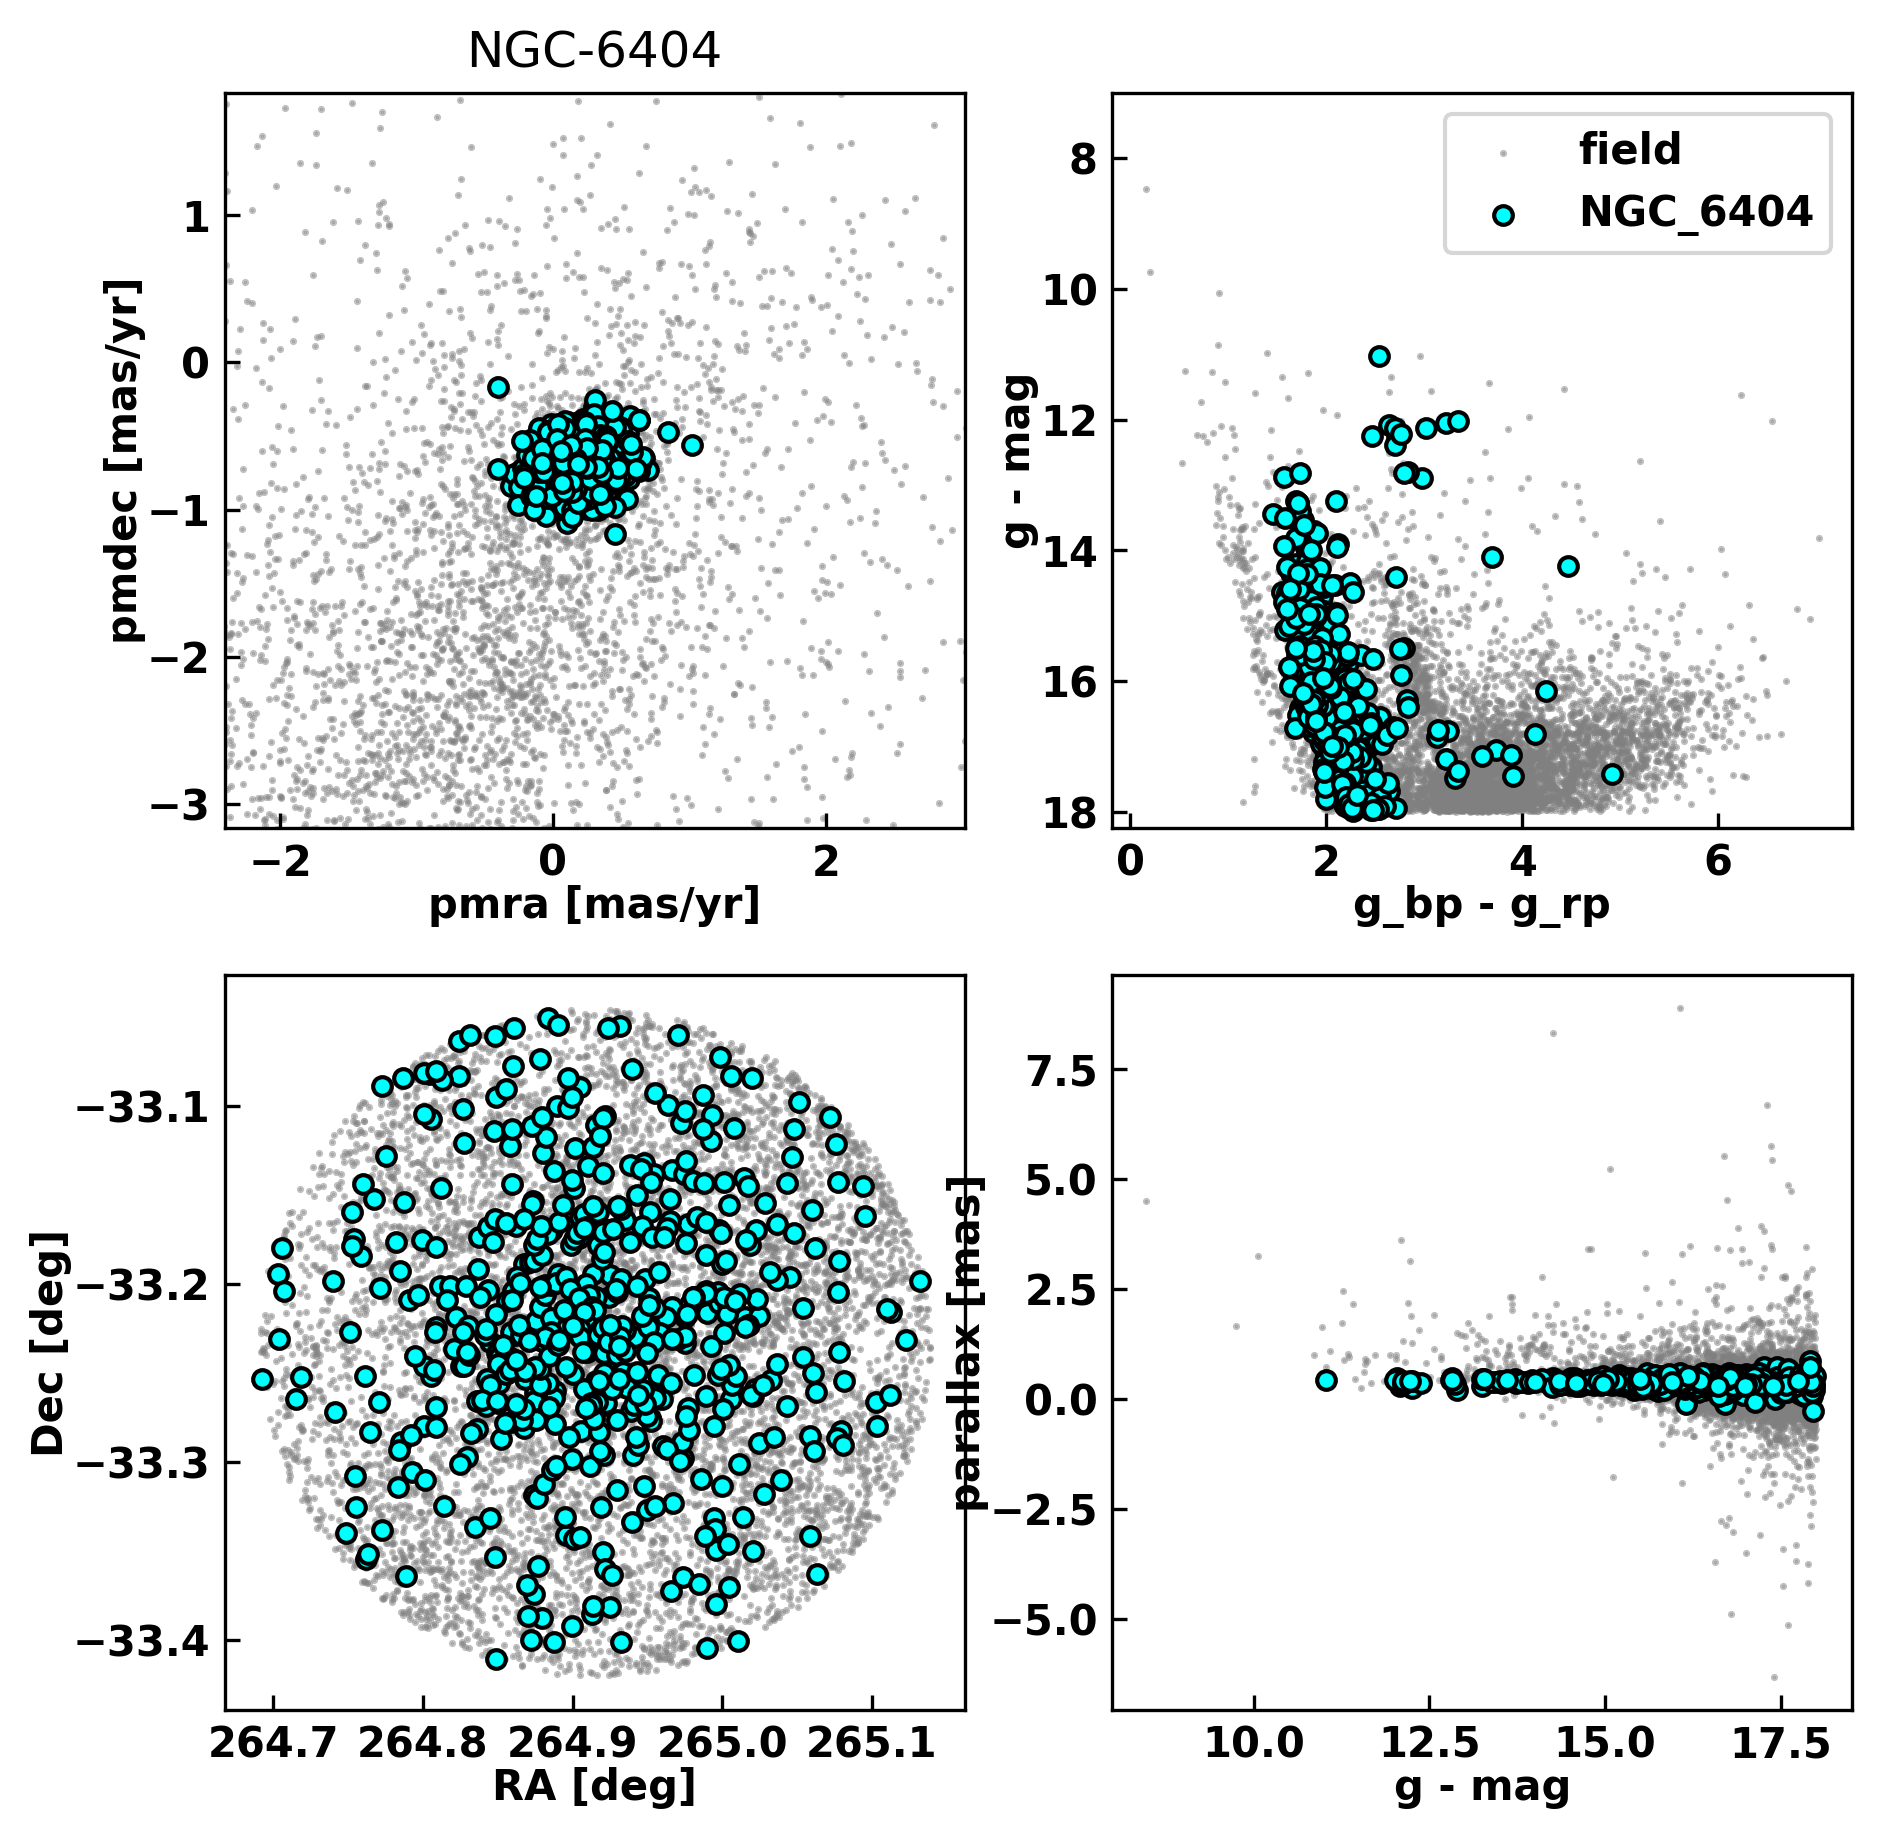 NGC-6404
pmdec [mas/yr]
1
0
−1
−2
−3
−2 0 2
pmra [mas/yr]
g - mag
8
10
12
14
16
18
field
NGC_6404
0 2 4 6
g_bp - g_rp
Dec [deg]
−33.1
−33.2
−33.3
−33.4
264.7 264.8 264.9 265.0 265.1
RA [deg]
parallax [mas]
7.5
5.0
2.5
0.0
−2.5
−5.0
10.0 12.5 15.0 17.5
g - mag